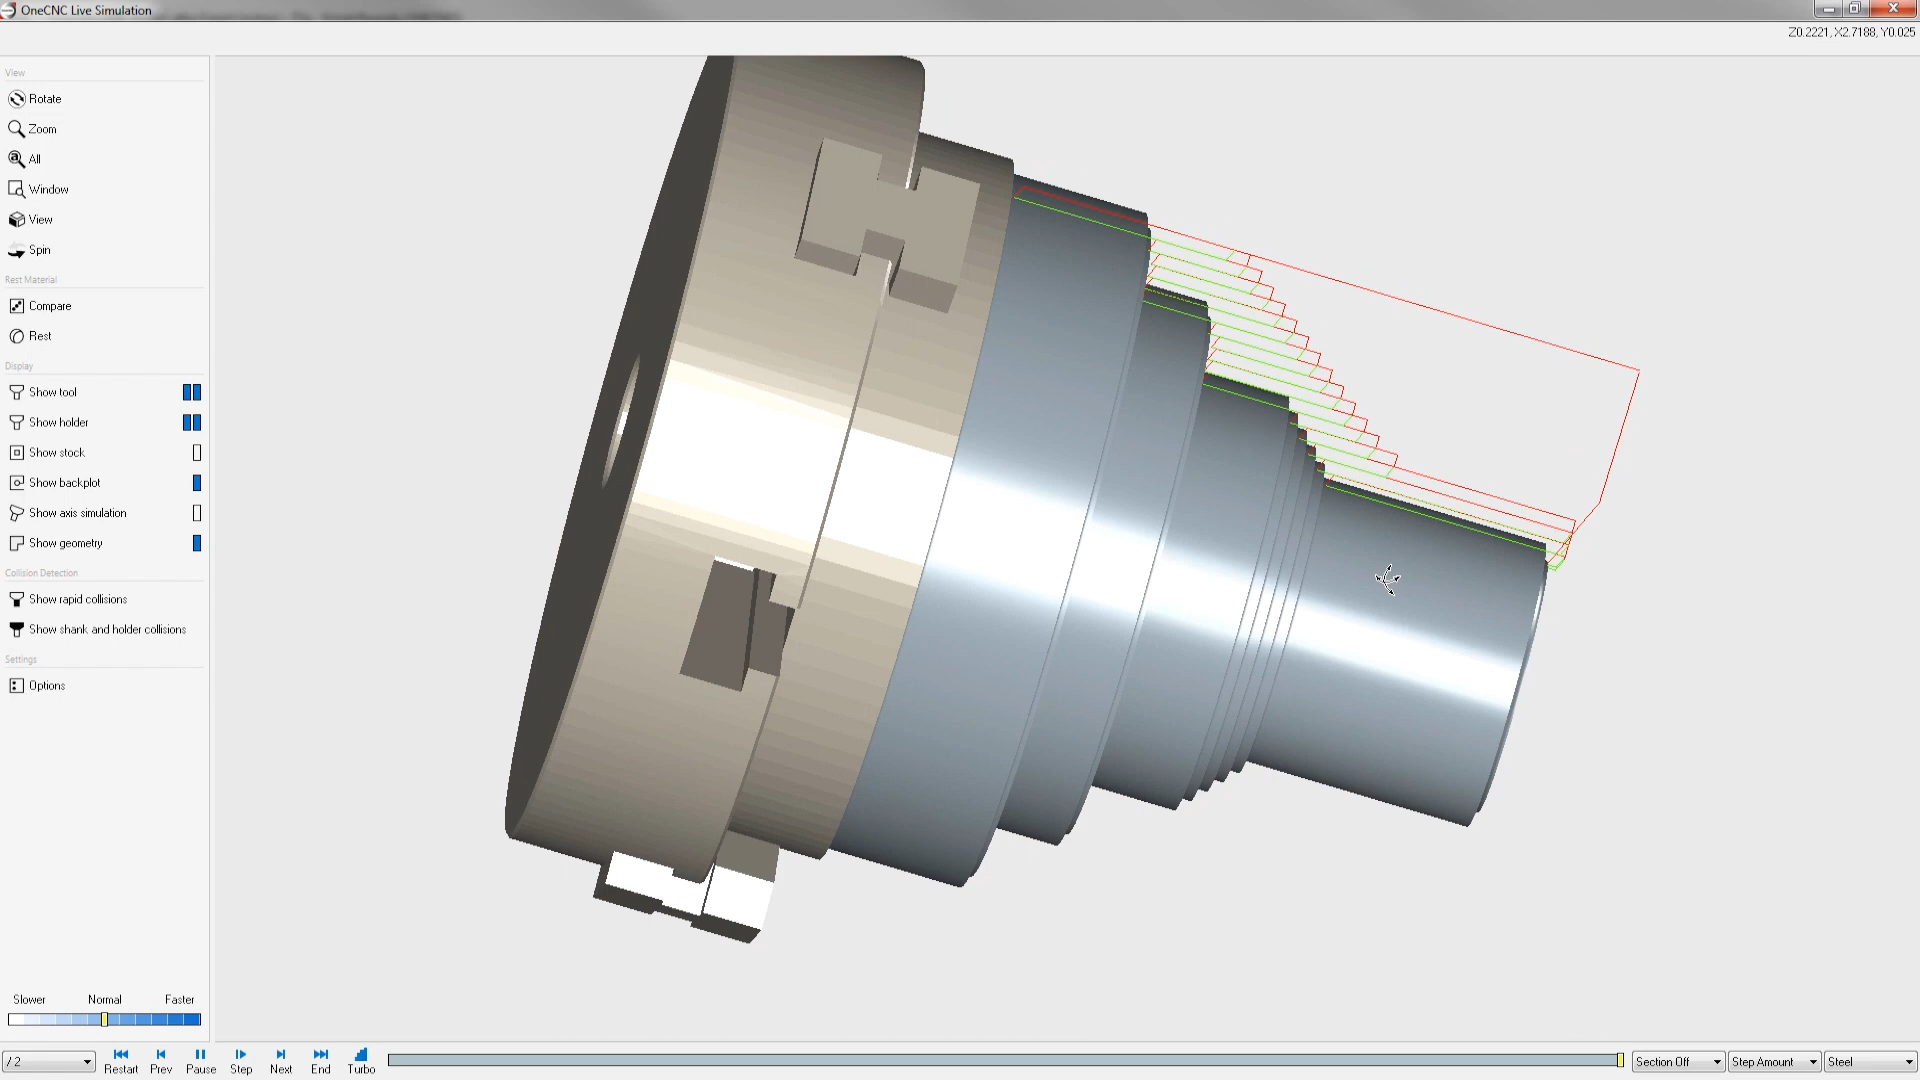 OneCNC Live Simulation
Z0.2221, X2.7188, Y0.025
View
Rotate
Zoom
All
Window
View
Spin
Rest Material
Compare
Rest
Display
Show tool
Show holder
Show stock
Show backplot
Show axis simulation
Show geometry
Collision Detection
Show rapid collisions
Show shank and holder collisions
Settings
Options
Slower Normal Faster
/ 2 Restart Prev Pause Step Next End Turbo Section Off Step Amount Steel